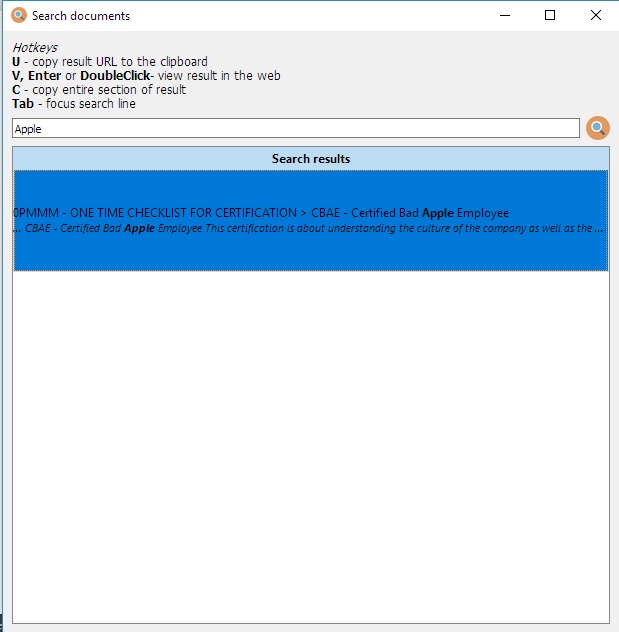 Search documents
Hotkeys
U - copy result URL to the clipboard
V, Enter or DoubleClick- view result in the web
C - copy entire section of result
Tab - focus search line
Apple
Search results
0PMMM - ONE TIME CHECKLIST FOR CERTIFICATION > CBAE - Certified Bad Apple Employee
... CBAE - Certified Bad Apple Employee This certification is about understanding the culture of the company as well as the ...